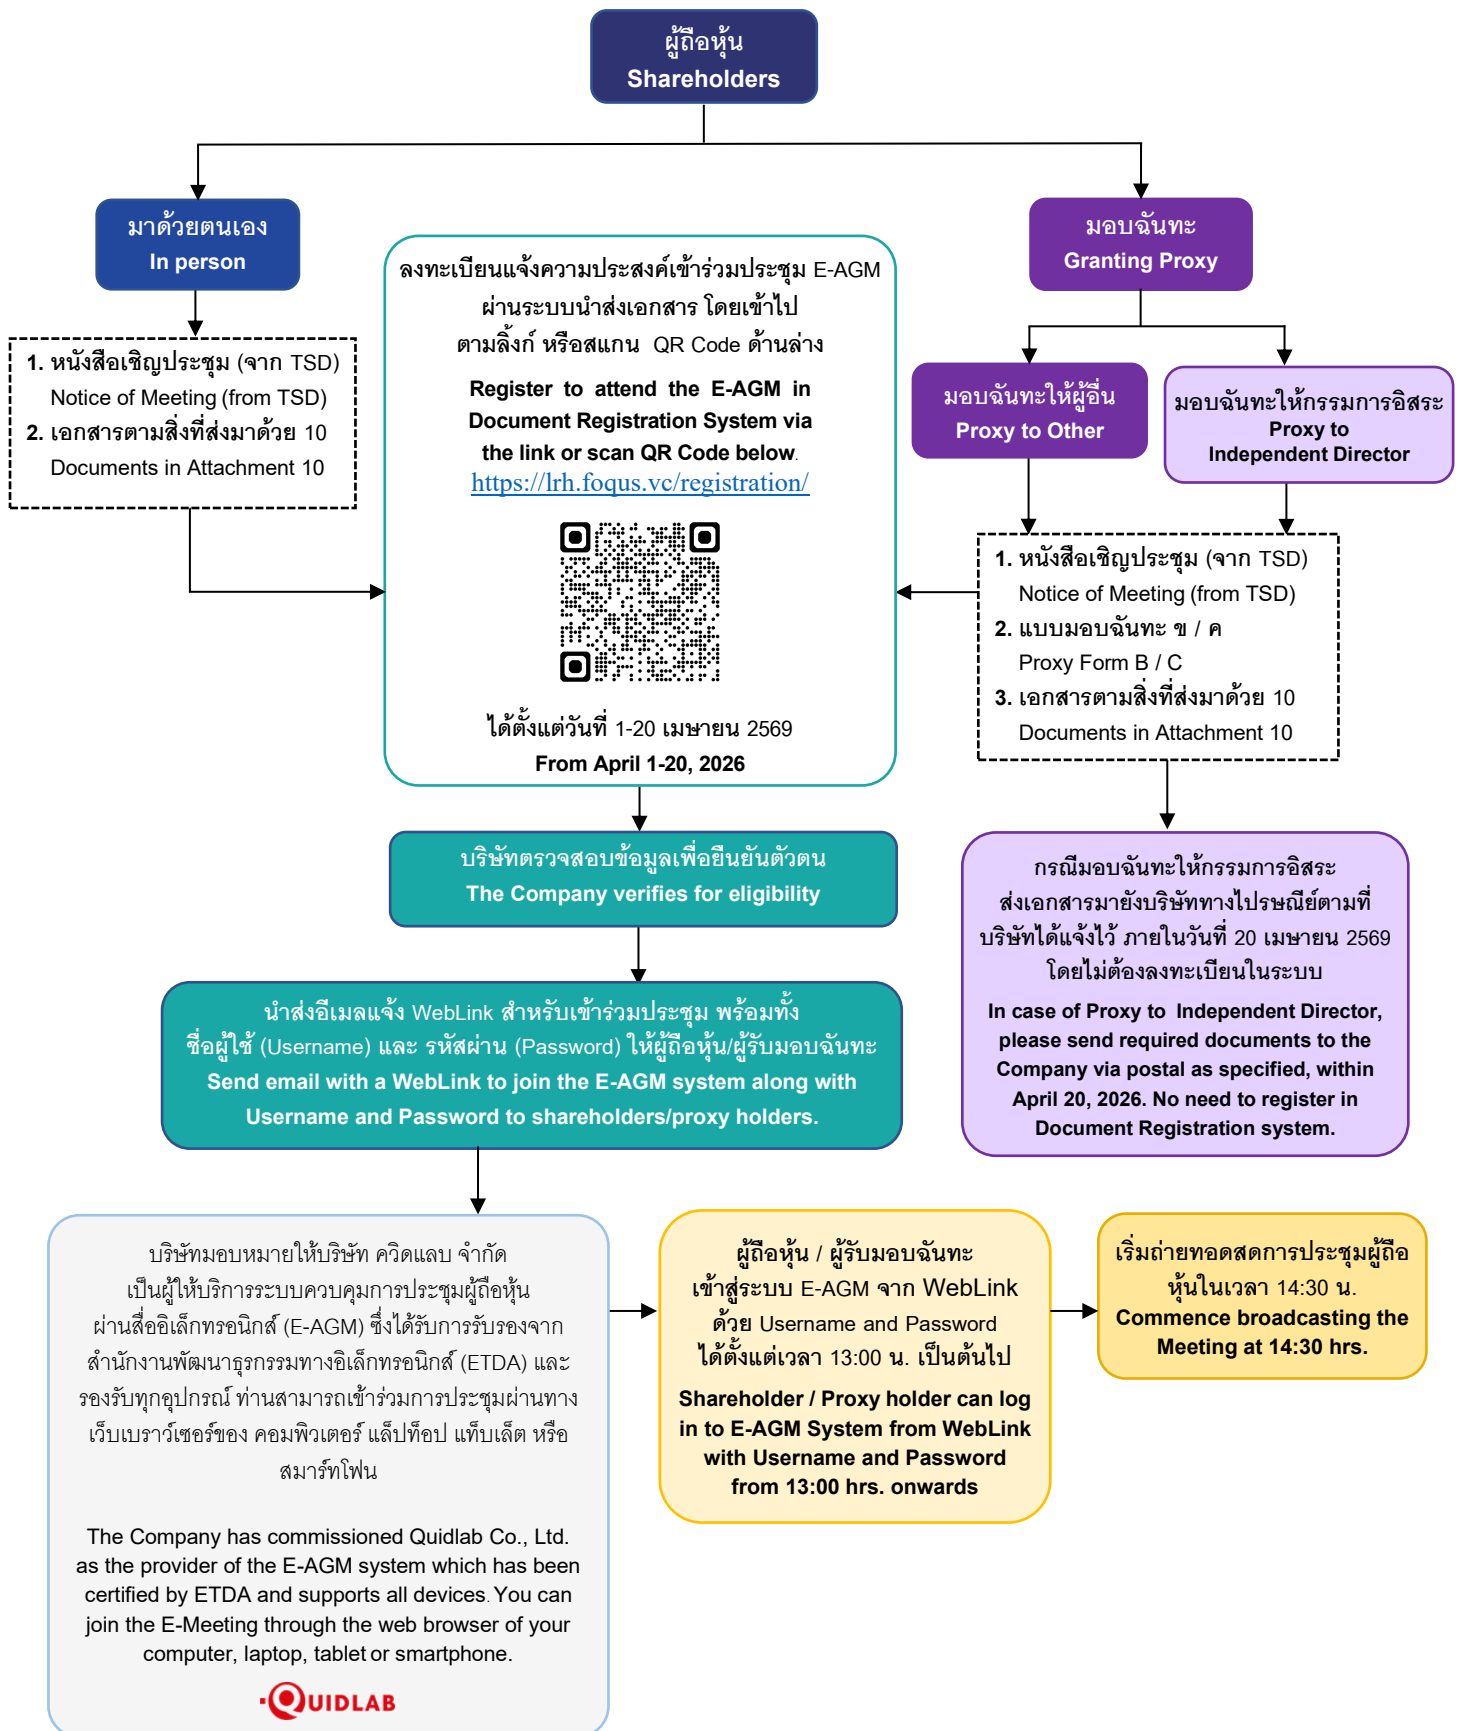 ผู้ถือหุ้น
Shareholders
มาด้วยตนเอง
In person
1. หนังสือเชิญประชุม (จาก TSD)
Notice of Meeting (from TSD)
2. เอกสารตามสิ่งที่ส่งมาด้วย 10
Documents in Attachment 10
ลงทะเบียนแจ้งความประสงค์เข้าร่วมประชุม E-AGM
ผ่านระบบนำส่งเอกสาร โดยเข้าไป
ตามลิ้งก์ หรือสแกน QR Code ด้านล่าง
Register to attend the E-AGM in
Document Registration System via
the link or scan QR Code below.
https://lrh.foqus.vc/registration/
ได้ตั้งแต่วันที่ 1-20 เมษายน 2569
From April 1-20, 2026
มอบฉันทะ
Granting Proxy
มอบฉันทะให้ผู้อื่น
Proxy to Other
มอบฉันทะให้กรรมการอิสระ
Proxy to
Independent Director
1. หนังสือเชิญประชุม (จาก TSD)
Notice of Meeting (from TSD)
2. แบบมอบฉันทะ ข / ค
Proxy Form B / C
3. เอกสารตามสิ่งที่ส่งมาด้วย 10
Documents in Attachment 10
บริษัทตรวจสอบข้อมูลเพื่อยืนยันตัวตน
The Company verifies for eligibility
กรณีมอบฉันทะให้กรรมการอิสระ
ส่งเอกสารมายังบริษัททางไปรษณีย์ตามที่
บริษัทได้แจ้งไว้ ภายในวันที่ 20 เมษายน 2569
โดยไม่ต้องลงทะเบียนในระบบ
In case of Proxy to Independent Director,
please send required documents to the
Company via postal as specified, within
April 20, 2026. No need to register in
Document Registration system.
นำส่งอีเมลแจ้ง WebLink สำหรับเข้าร่วมประชุม พร้อมทั้ง
ชื่อผู้ใช้ (Username) และ รหัสผ่าน (Password) ให้ผู้ถือหุ้น/ผู้รับมอบฉันทะ
Send email with a WebLink to join the E-AGM system along with
Username and Password to shareholders/proxy holders.
บริษัทมอบหมายให้บริษัท ควิดแลบ จำกัด
เป็นผู้ให้บริการระบบควบคุมการประชุมผู้ถือหุ้น
ผ่านสื่ออิเล็กทรอนิกส์ (E-AGM) ซึ่งได้รับการรับรองจาก
สำนักงานพัฒนาธุรกรรมทางอิเล็กทรอนิกส์ (ETDA) และ
รองรับทุกอุปกรณ์ ท่านสามารถเข้าร่วมการประชุมผ่านทาง
เว็บเบราว์เซอร์ของ คอมพิวเตอร์ แล็ปท็อป แท็บเล็ต หรือ
สมาร์ทโฟน
The Company has commissioned Quidlab Co., Ltd.
as the provider of the E-AGM system which has been
certified by ETDA and supports all devices. You can
join the E-Meeting through the web browser of your
computer, laptop, tablet or smartphone.
QUIDLAB
ผู้ถือหุ้น / ผู้รับมอบฉันทะ
เข้าสู่ระบบ E-AGM จาก WebLink
ด้วย Username and Password
ได้ตั้งแต่เวลา 13:00 น. เป็นต้นไป
Shareholder / Proxy holder can log
in to E-AGM System from WebLink
with Username and Password
from 13:00 hrs. onwards
เริ่มถ่ายทอดสดการประชุมผู้ถือ
หุ้นในเวลา 14:30 น.
Commence broadcasting the
Meeting at 14:30 hrs.